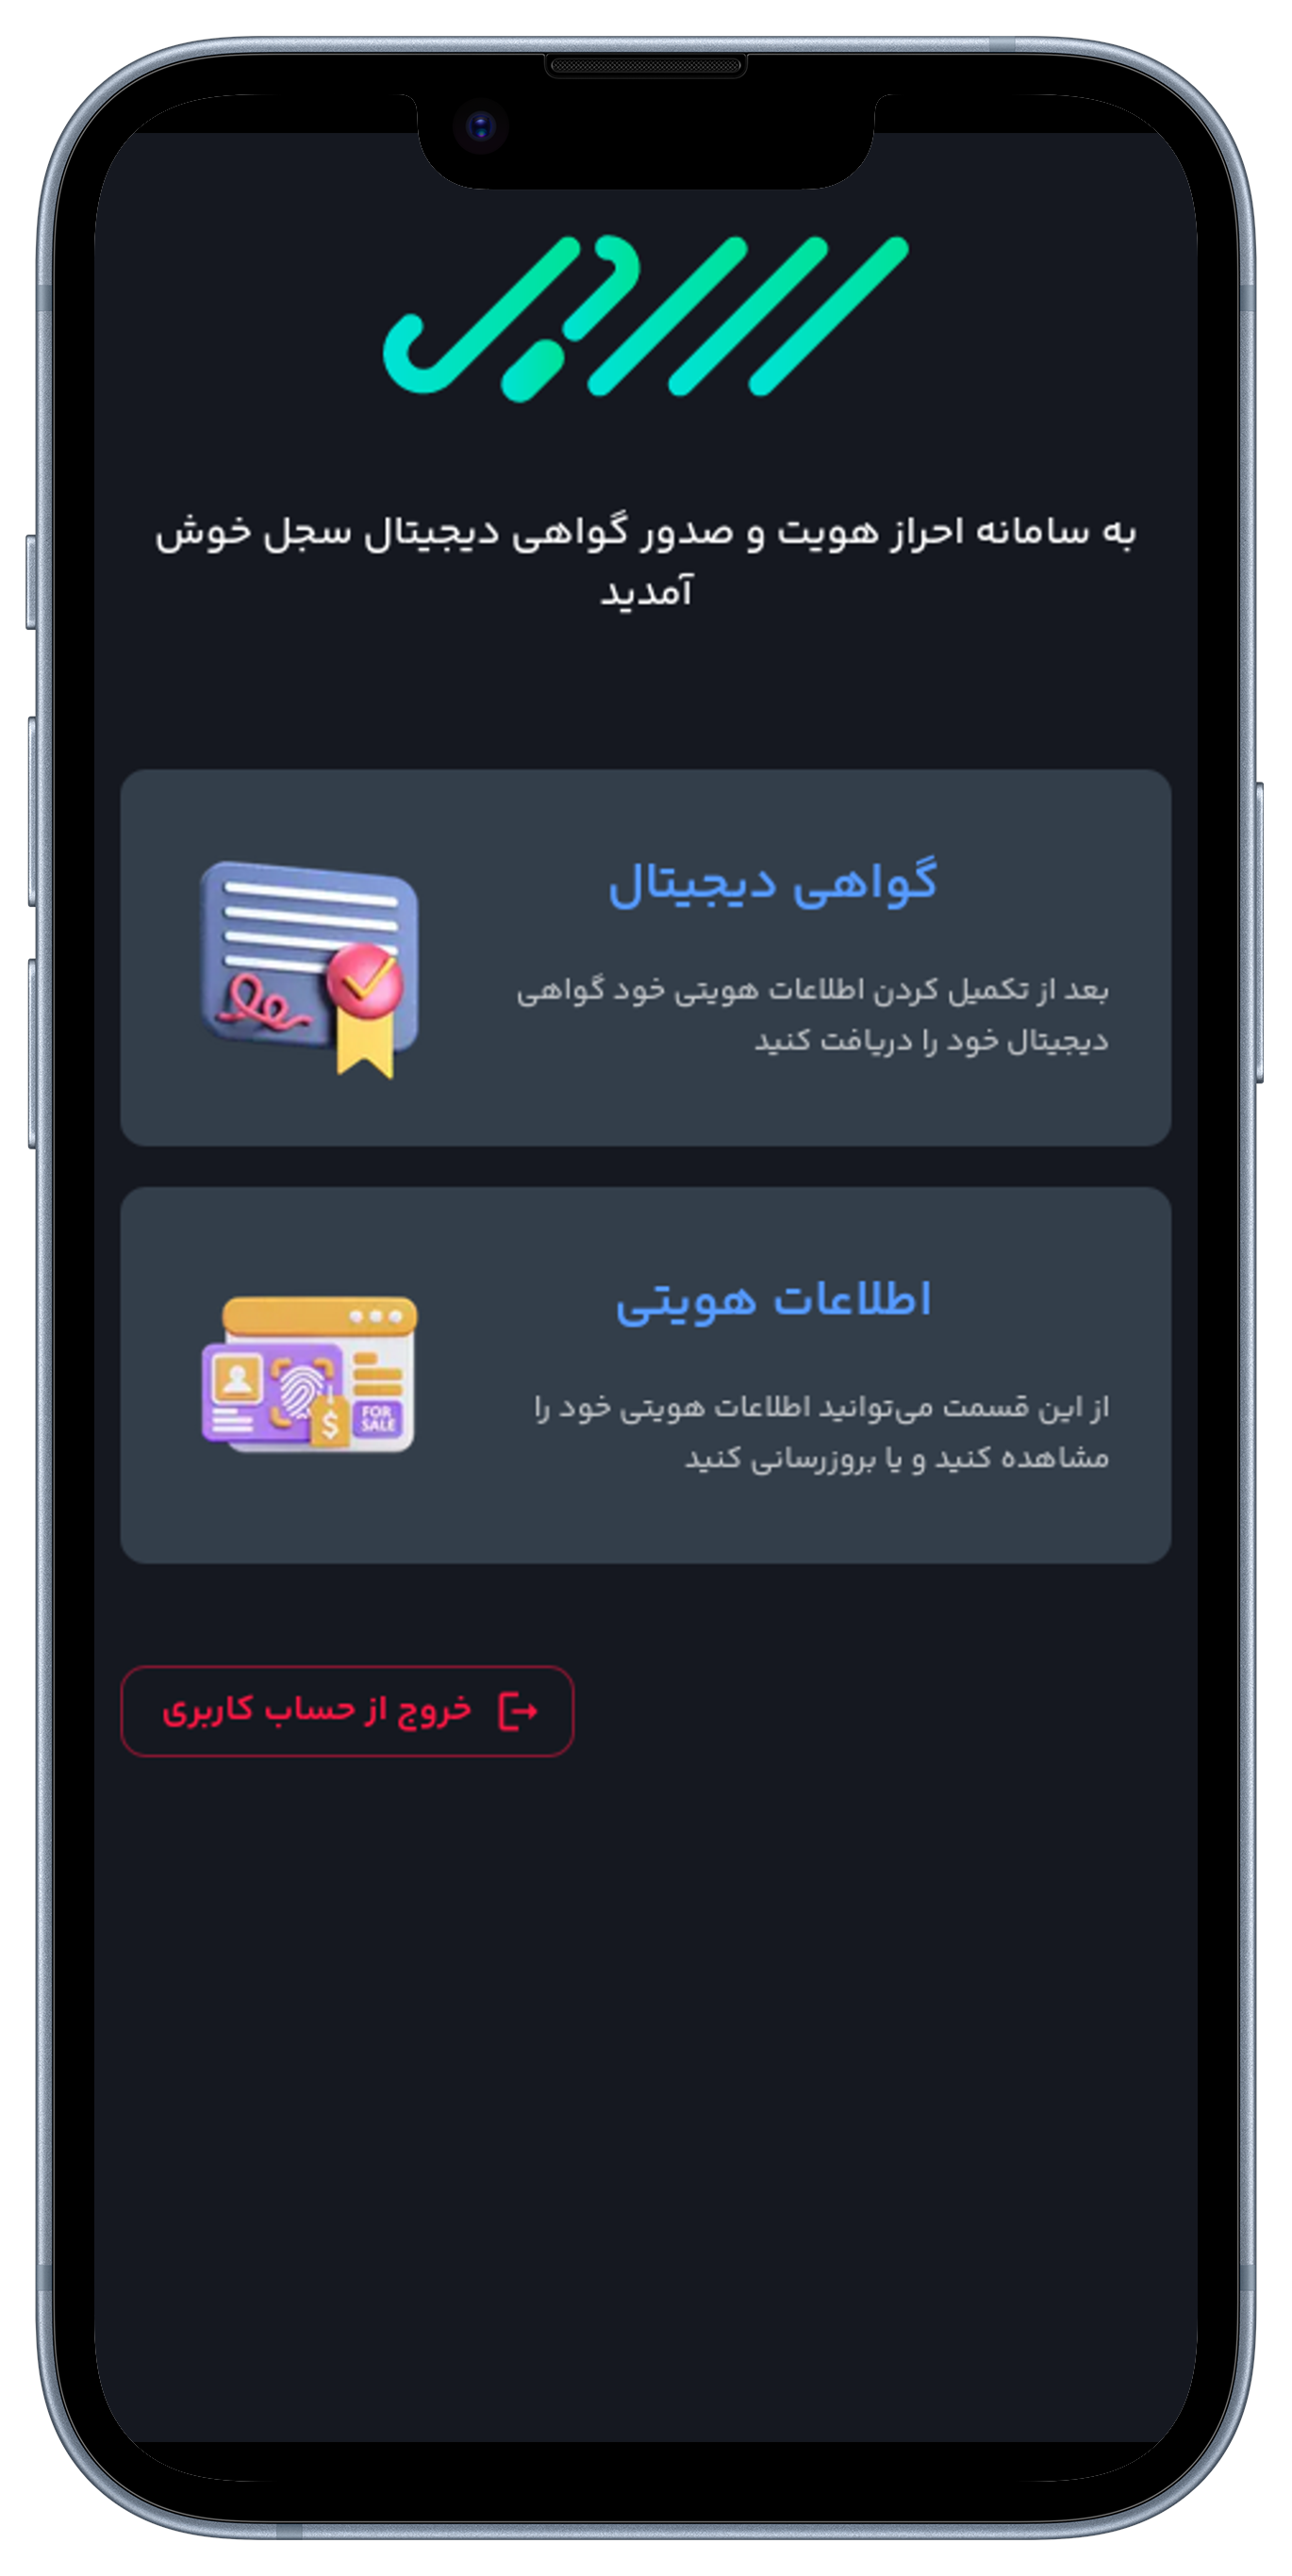 سجل
به سامانه احراز هویت و صدور گواهی دیجیتال سجل خوش
آمدید
گواهی دیجیتال
بعد از تکمیل کردن اطلاعات هویتی خود گواهی
دیجیتال خود را دریافت کنید
اطلاعات هویتی
از این قسمت می‌توانید اطلاعات هویتی خود را
مشاهده کنید و یا بروزرسانی کنید
FOR
SALE
$
خروج از حساب کاربری